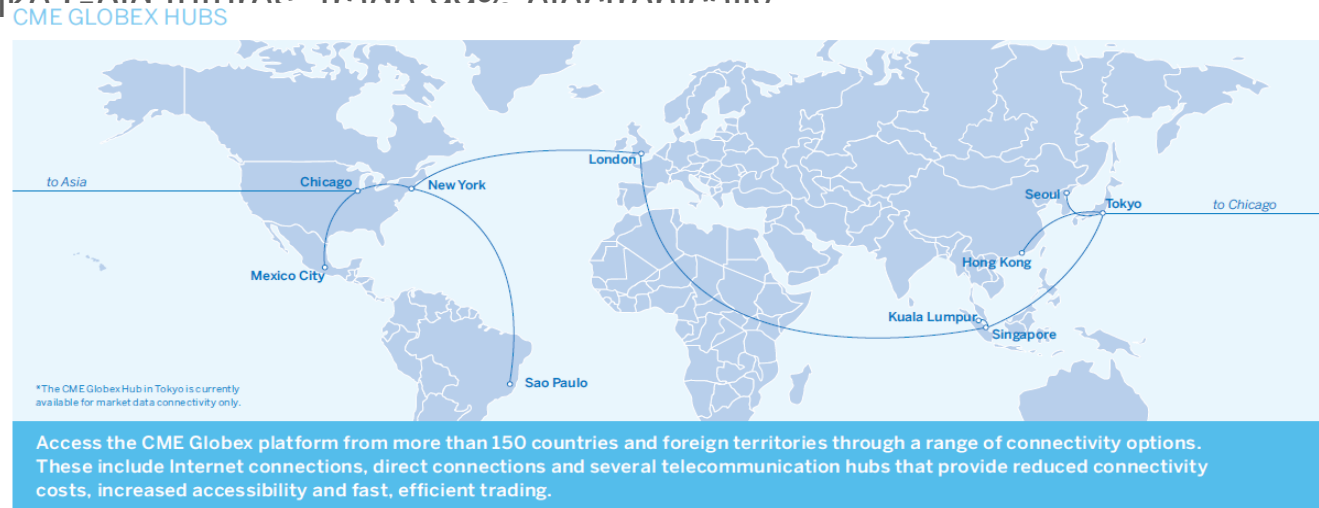 CME GLOBEX HUBS
to Asia
Chicago
New York
London
Seoul
Tokyo
to Chicago
Mexico City
Hong Kong
Kuala Lumpur
Singapore
Sao Paulo
*The CME Globex Hub in Tokyo is currently
available for market data connectivity only.
Access the CME Globex platform from more than 150 countries and foreign territories through a range of connectivity options.
These include Internet connections, direct connections and several telecommunication hubs that provide reduced connectivity
costs, increased accessibility and fast, efficient trading.